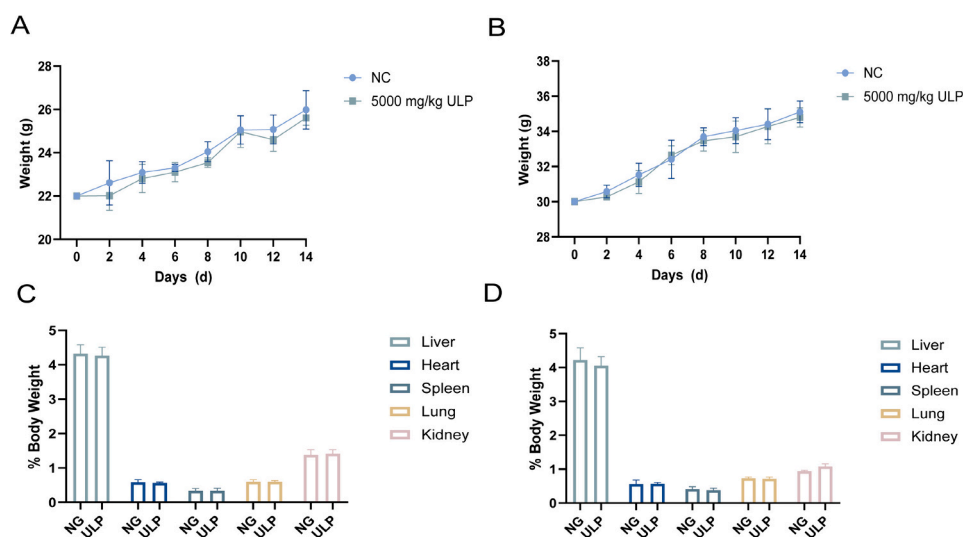 A
28
26
24
22
20
Weight (g)
0 2 4 6 8 10 12 14
Days (d)
NC
5000 mg/kg ULP
B
36
34
32
30
28
Weight (g)
0 2 4 6 8 10 12 14
Days (d)
NC
5000 mg/kg ULP
C
5
4
3
2
1
0
% Body Weight
NG ULP NG ULP NG ULP NG ULP NG ULP
Liver
Heart
Spleen
Lung
Kidney
D
5
4
3
2
1
0
% Body Weight
NG ULP NG ULP NG ULP NG ULP NG ULP
Liver
Heart
Spleen
Lung
Kidney